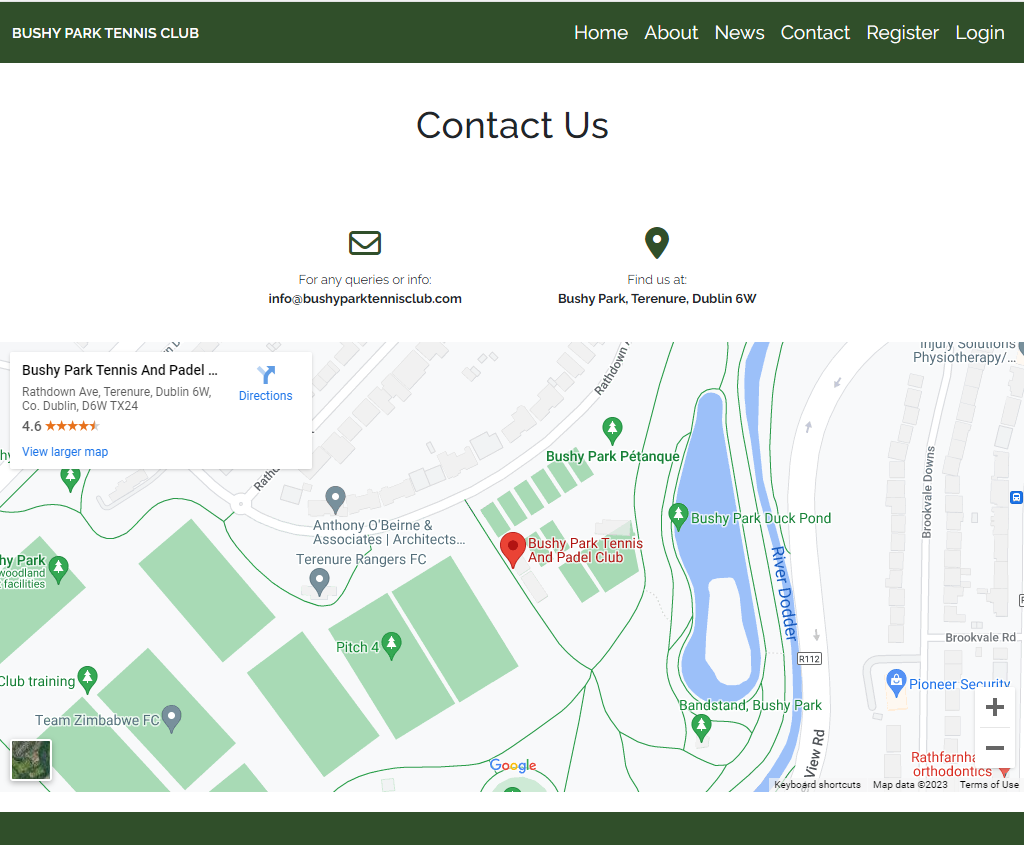 BUSHY PARK TENNIS CLUB
Home About News Contact Register Login
Contact Us
For any queries or info:
info@bushyparktennisclub.com
Find us at:
Bushy Park, Terenure, Dublin 6W
Bushy Park Tennis And Padel ...
Rathdown Ave, Terenure, Dublin 6W,
Co. Dublin, D6W TX24
4.6
Directions
View larger map
Rathdown
Injury Solutions
Physiotherapy/...
Bushy Park Pétanque
Anthony O'Beirne &
Associates | Architects...
Terenure Rangers FC
Bushy Park Tennis
And Padel Club
Bushy Park Duck Pond
River Dodder
Brookvale Downs
hy Park
woodland
facilities
Pitch 4
Brookvale Rd
R112
Club training
Pioneer Security
Team Zimbabwe FC
Bandstand, Bushy Park
View Rd
Rathfarnha
orthodontics
Google
Keyboard shortcuts Map data ©2023 Terms of Use